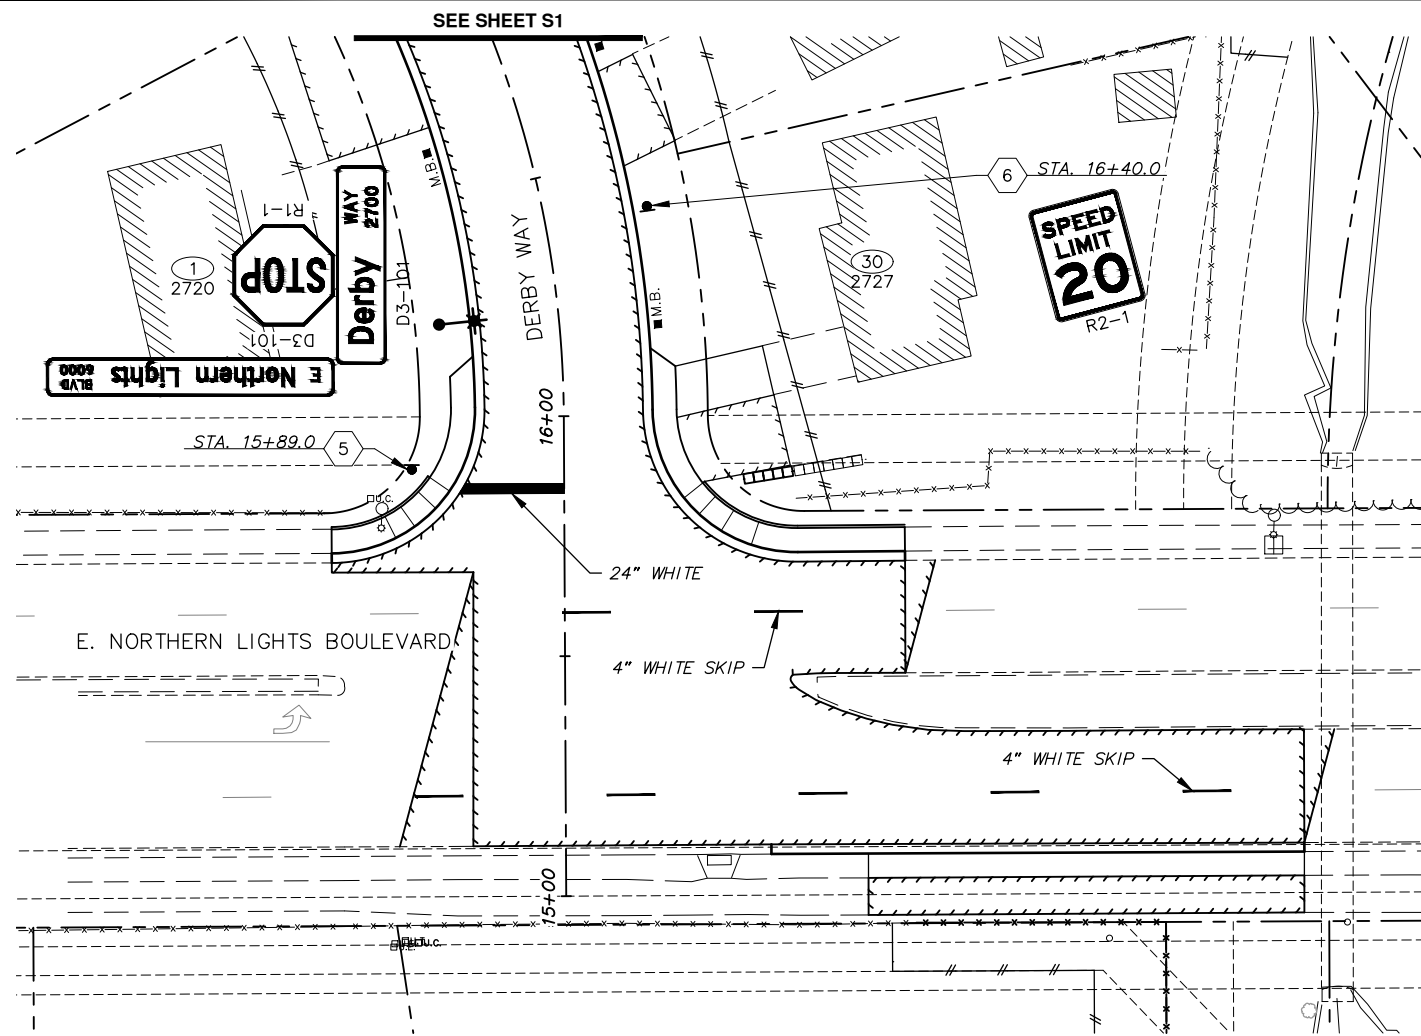 SEE SHEET S1
M.B.
6
STA. 16+40.0
R1-1
STOP
D3-101
WAY
2700
Derby
D3-101
DERBY WAY
1
2720
30
2727
SPEED
LIMIT
20
R2-1
M.B.
E Northern Lights
BLVD
6000
STA. 15+89.0
5
16+00
U.C.
24" WHITE
4" WHITE SKIP
E. NORTHERN LIGHTS BOULEVARD
4" WHITE SKIP
15+00